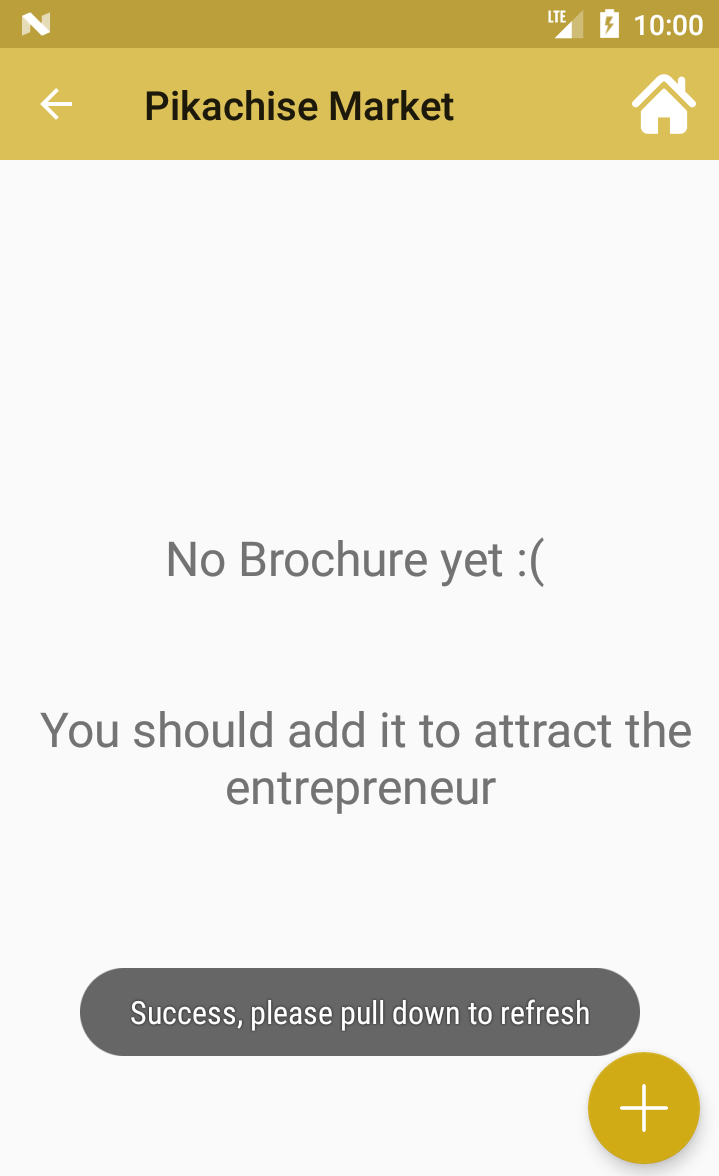 LTE 10:00
Pikachise Market
No Brochure yet :(
You should add it to attract the
entrepreneur
Success, please pull down to refresh